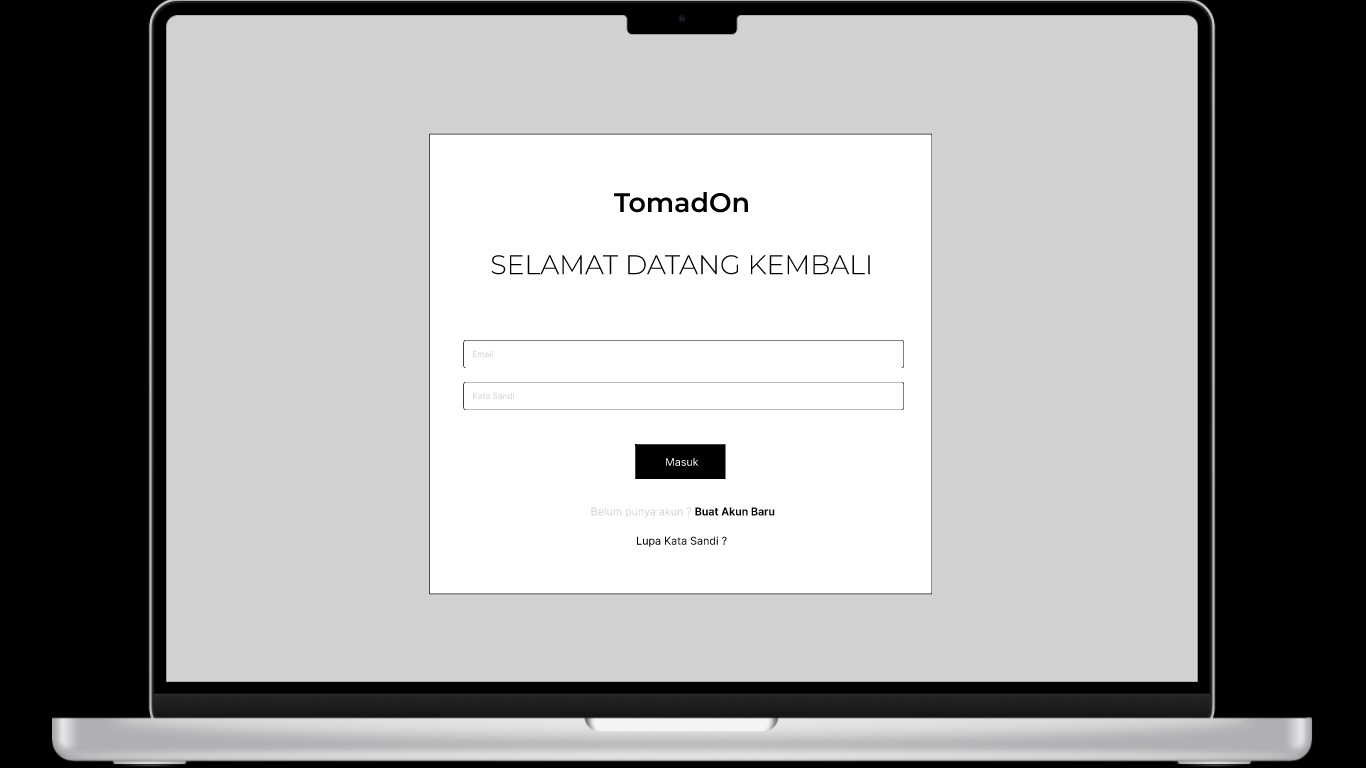 TomadOn
SELAMAT DATANG KEMBALI
Email
Kata Sandi
Masuk
Belum punya akun ? Buat Akun Baru
Lupa Kata Sandi ?